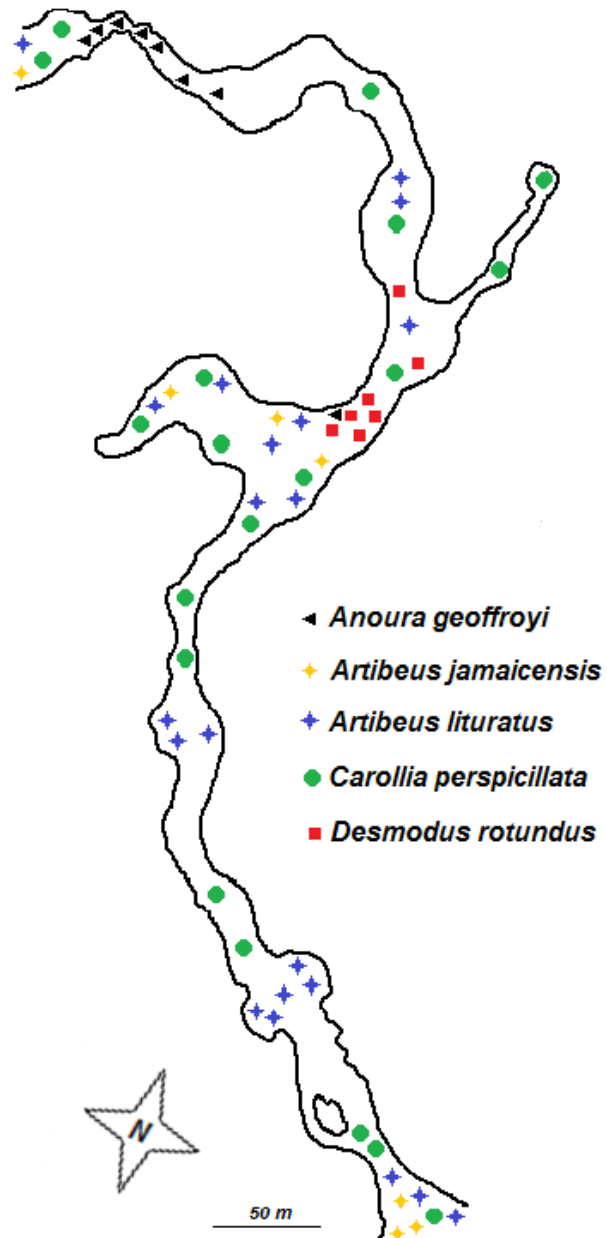 Anoura geoffroyi
Artibeus jamaicensis
Artibeus lituratus
Carollia perspicillata
Desmodus rotundus
N
50 m